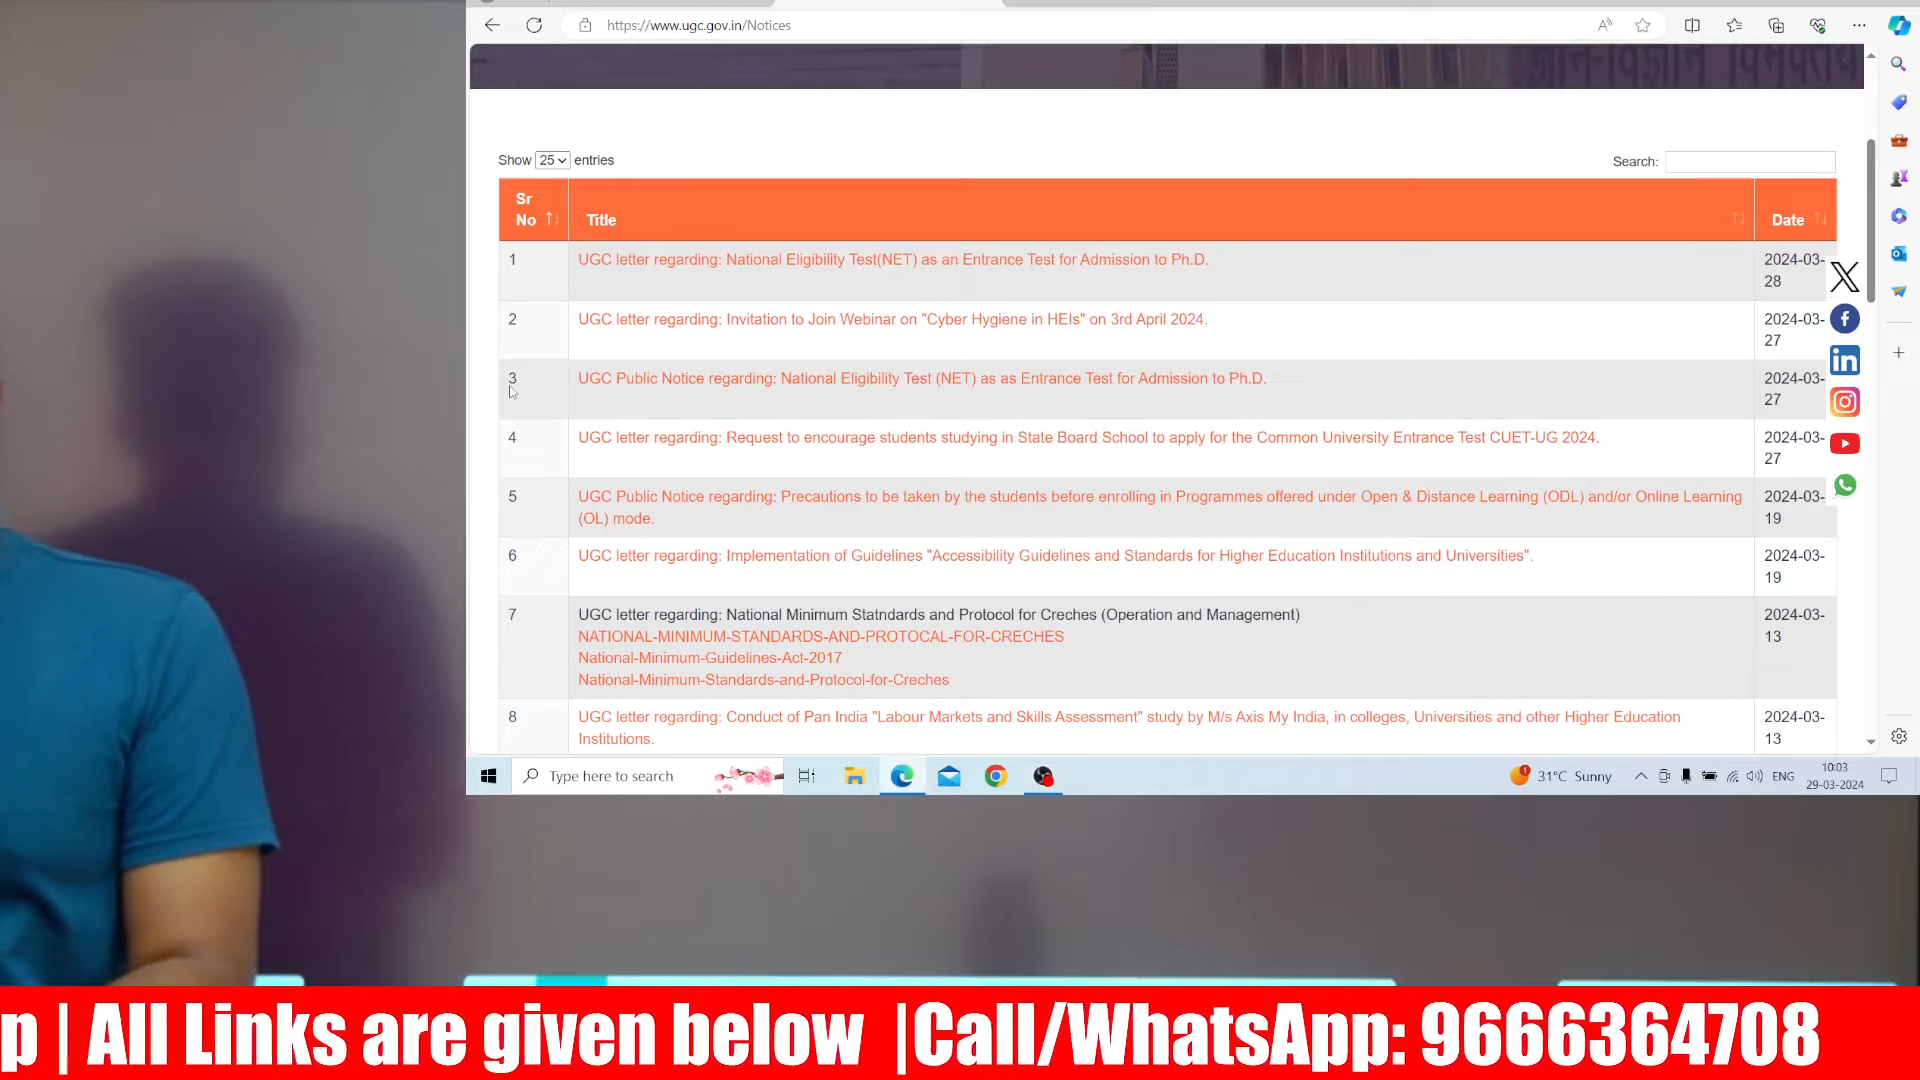 https://www.ugc.gov.in/Notices
Show 25 entries
Search:
Sr No
Title
Date
1
UGC letter regarding: National Eligibility Test(NET) as an Entrance Test for Admission to Ph.D.
2024-03-28
2
UGC letter regarding: Invitation to Join Webinar on "Cyber Hygiene in HEIs" on 3rd April 2024.
2024-03-27
3
UGC Public Notice regarding: National Eligibility Test (NET) as as Entrance Test for Admission to Ph.D.
2024-03-27
4
UGC letter regarding: Request to encourage students studying in State Board School to apply for the Common University Entrance Test CUET-UG 2024.
2024-03-27
5
UGC Public Notice regarding: Precautions to be taken by the students before enrolling in Programmes offered under Open & Distance Learning (ODL) and/or Online Learning
(OL) mode.
2024-03-19
6
UGC letter regarding: Implementation of Guidelines "Accessibility Guidelines and Standards for Higher Education Institutions and Universities".
2024-03-19
7
UGC letter regarding: National Minimum Statndards and Protocol for Creches (Operation and Management)
NATIONAL-MINIMUM-STANDARDS-AND-PROTOCAL-FOR-CRECHES
National-Minimum-Guidelines-Act-2017
National-Minimum-Standards-and-Protocol-for-Creches
2024-03-13
8
UGC letter regarding: Conduct of Pan India "Labour Markets and Skills Assessment" study by M/s Axis My India, in colleges, Universities and other Higher Education
Institutions.
2024-03-13
Type here to search
31°C Sunny
ENG
10:03
29-03-2024
p | All Links are given below |Call/WhatsApp: 9666364708